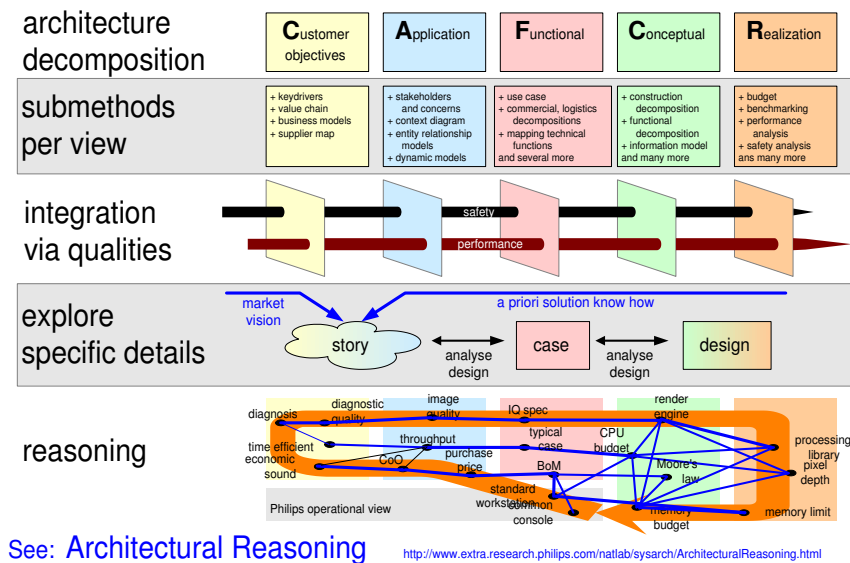 architecture
decomposition
Customer
objectives
Application
Functional
Conceptual
Realization
submethods
per view
+ keydrivers
+ value chain
+ business models
+ supplier map
+ stakeholders
and concerns
+ context diagram
+ entity relationship
models
+ dynamic models
+ use case
+ commercial, logistics
decompositions
+ mapping technical
functions
and several more
+ construction
decomposition
+ functional
decomposition
+ information model
and many more
+ budget
+ benchmarking
+ performance
analysis
+ safety analysis
ans many more
integration
via qualities
safety
performance
explore
specific details
market
vision
a priori solution know how
story
analyse
design
case
analyse
design
design
reasoning
diagnosis
diagnostic
quality
image
quality
IQ spec
render
engine
time efficient
throughput
typical
case
CPU
budget
processing
library
economic
sound
CoO
purchase
price
BoM
Moore's
law
pixel
depth
standard
workstation
common
console
memory
budget
memory limit
Philips operational view
See: Architectural Reasoning
http://www.extra.research.philips.com/natlab/sysarch/ArchitecturalReasoning.html